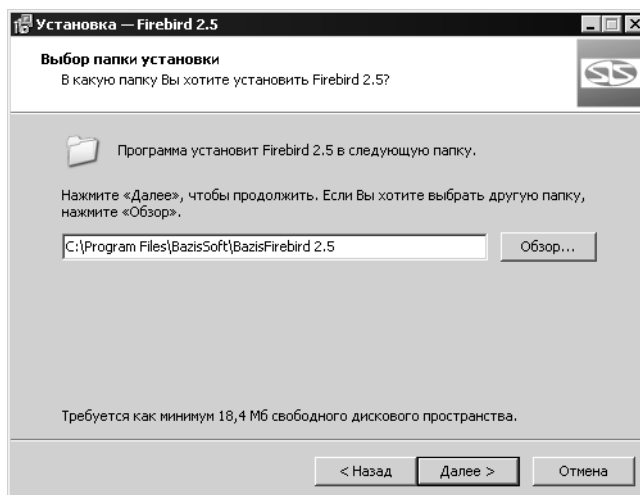 Установка — Firebird 2.5
Выбор папки установки
В какую папку Вы хотите установить Firebird 2.5?
Программа установит Firebird 2.5 в следующую папку.
Нажмите «Далее», чтобы продолжить. Если Вы хотите выбрать другую папку,
нажмите «Обзор».
C:\Program Files\BazisSoft\BazisFirebird 2.5
Обзор...
Требуется как минимум 18,4 Мб свободного дискового пространства.
< Назад
Далее >
Отмена